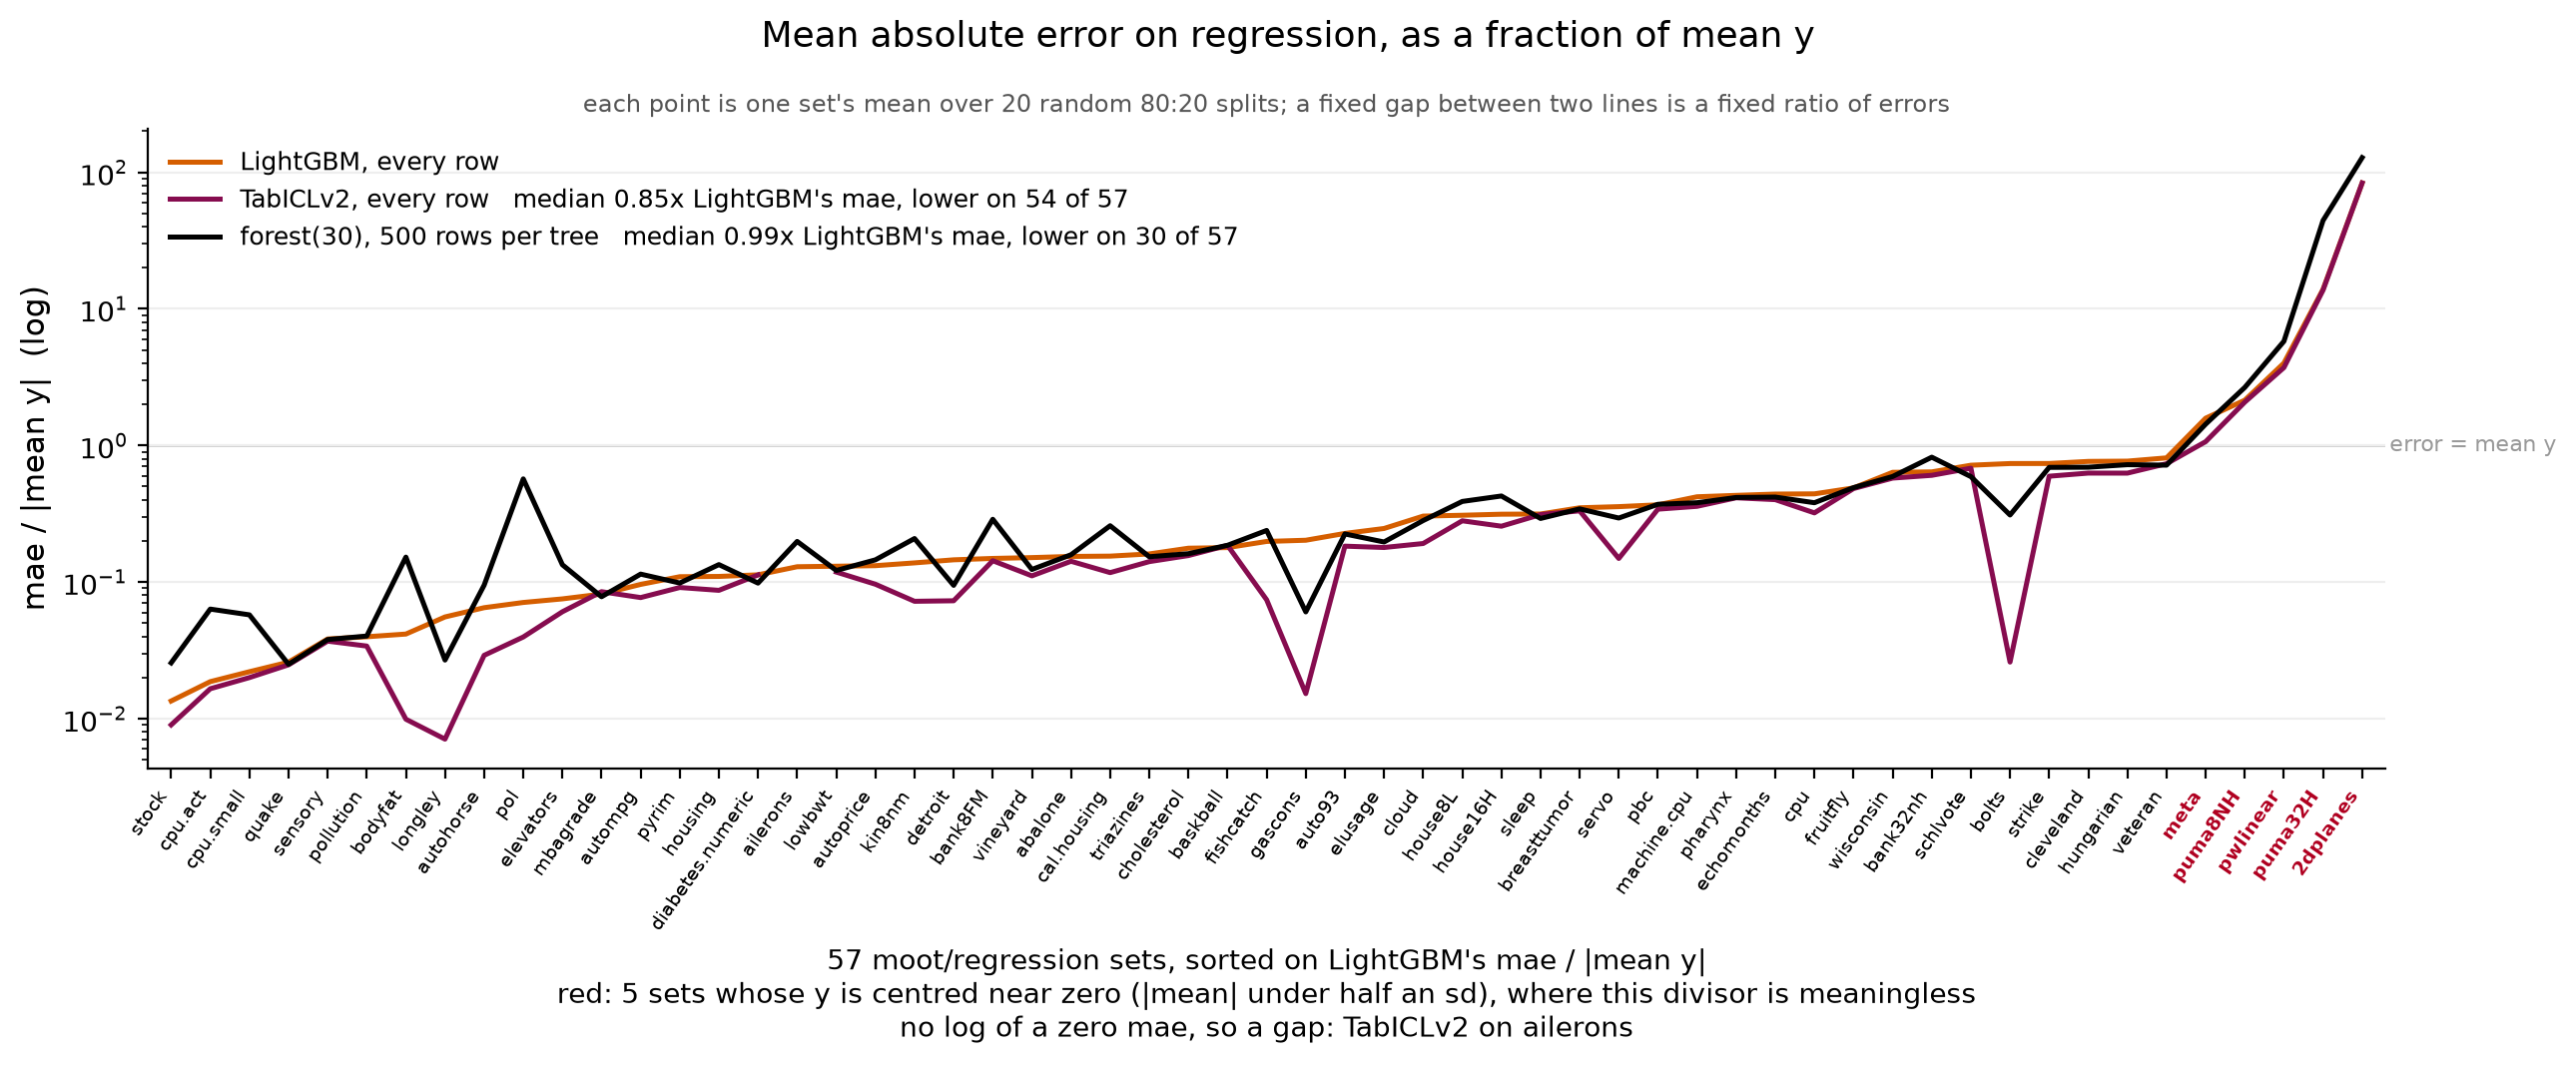 Mean absolute error on regression, as a fraction of mean y
each point is one set's mean over 20 random 80:20 splits; a fixed gap between two lines is a fixed ratio of errors
LightGBM, every row
TabICLv2, every row median 0.85x LightGBM's mae, lower on 54 of 57
forest(30), 500 rows per tree median 0.99x LightGBM's mae, lower on 30 of 57
mae / |mean y| (log)
10²
10¹
10⁰
10⁻¹
10⁻²
error = mean y
stock
cpu.act
cpu.small
quake
sensory
pollution
bodyfat
longley
autohorse
pol
elevators
mbagrade
autompg
pyrim
housing
diabetes.numeric
ailerons
lowbwt
autoprice
kin8nm
detroit
bank8FM
vineyard
abalone
cal.housing
triazines
cholesterol
baskball
fishcatch
gascons
auto93
elusage
cloud
house8L
house16H
sleep
breasttumor
servo
pbc
machine.cpu
pharynx
echomonths
cpu
fruitfly
wisconsin
bank32nh
schlvote
bolts
strike
cleveland
hungarian
veteran
meta
puma8NH
pwlinear
puma32H
2dplanes
57 moot/regression sets, sorted on LightGBM's mae / |mean y|
red: 5 sets whose y is centred near zero (|mean| under half an sd), where this divisor is meaningless
no log of a zero mae, so a gap: TabICLv2 on ailerons